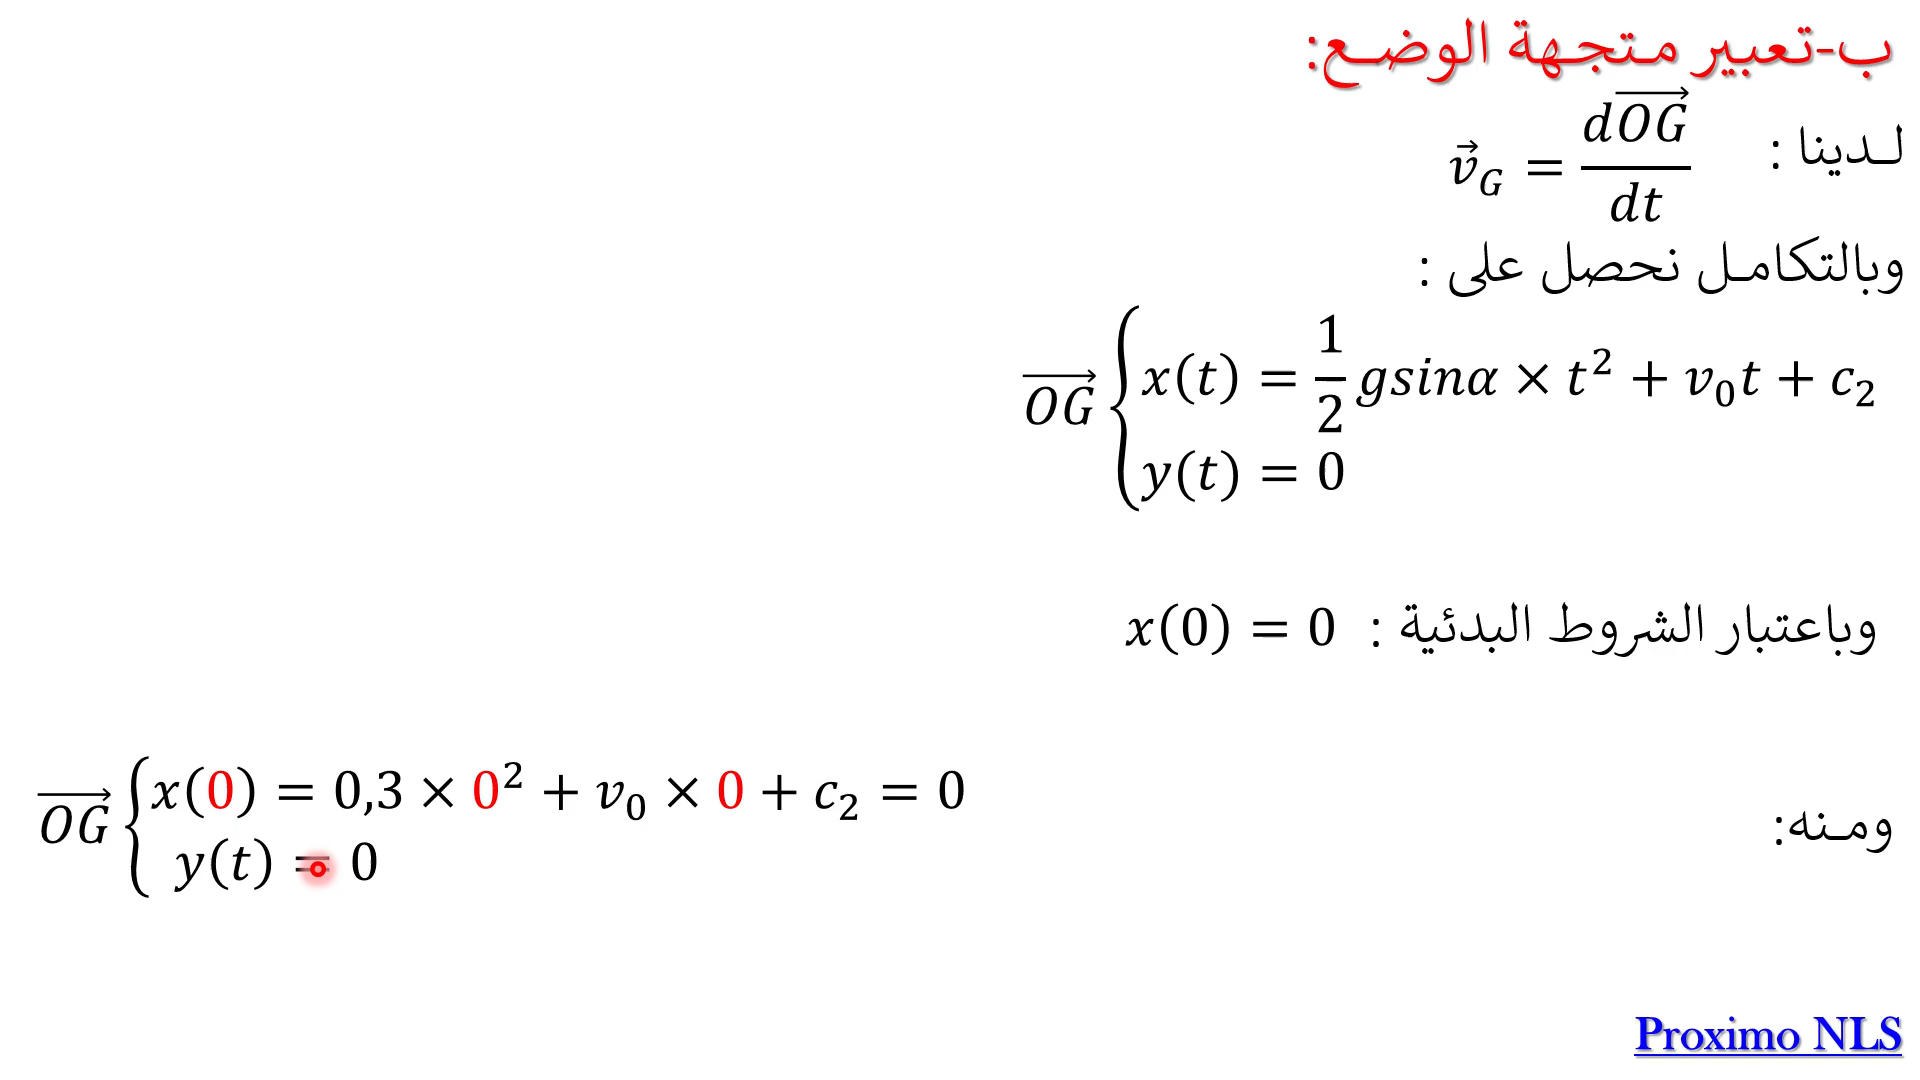 ب-تعبير متجهة الوضع:
لدينا : $\vec{v}_G = \frac{d\overrightarrow{OG}}{dt}$
وبالتكامل نحصل على :
$\overrightarrow{OG} \begin{cases} x(t) = \frac{1}{2} gsin\alpha \times t^2 + v_0 t + c_2 \\ y(t) = 0 \end{cases}$
وباعتبار الشروط البدئية : $x(0) = 0$
ومنه: $\overrightarrow{OG} \begin{cases} x(0) = 0,3 \times 0^2 + v_0 \times 0 + c_2 = 0 \\ y(t) = 0 \end{cases}$
Proximo NLS